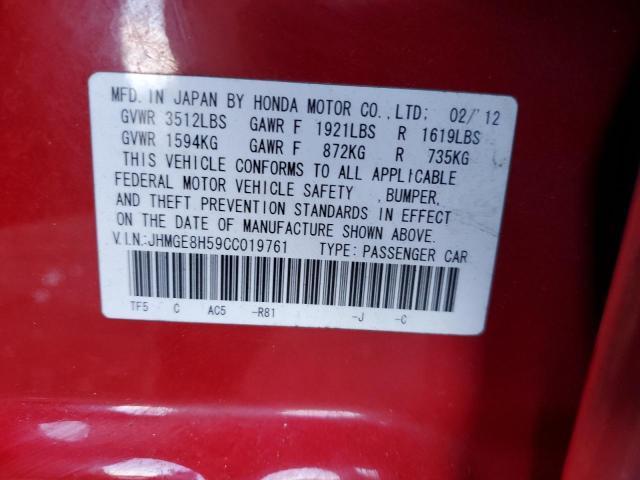 MFD. IN JAPAN BY HONDA MOTOR CO.,LTD; 02/'12
GVWR 3512LBS GAWR F 1921LBS R 1619LBS
GVWR 1594KG GAWR F 872KG R 735KG
THIS VEHICLE CONFORMS TO ALL APPLICABLE
FEDERAL MOTOR VEHICLE SAFETY ,BUMPER,
AND THEFT PREVENTION STANDARDS IN EFFECT
ON THE DATE OF MANUFACTURE SHOWN ABOVE.
V.I.N:JHMGE8H59CC019761 TYPE:PASSENGER CAR
TF5 C AC5 -R81 -J -C